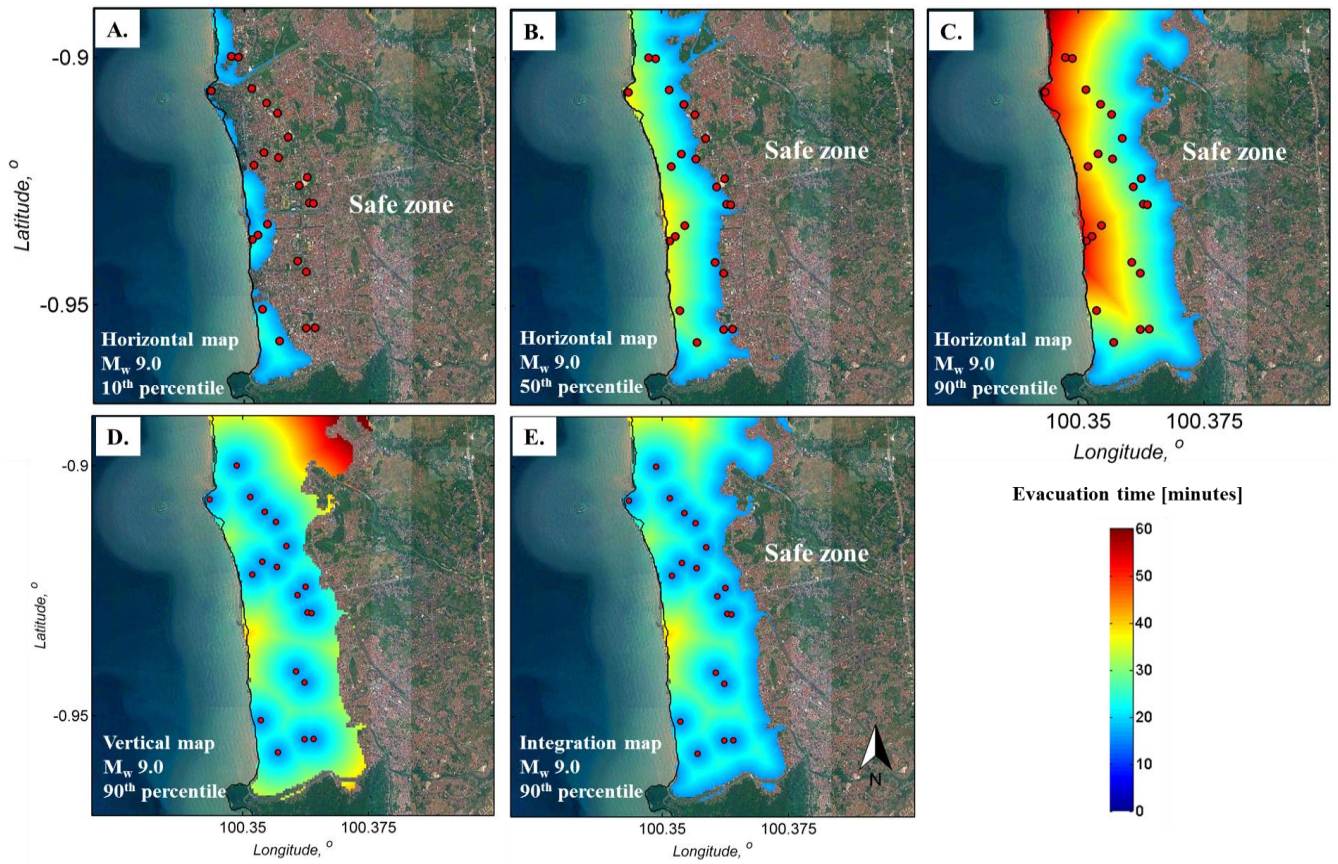 A.
-0.9
Latitude, o
-0.95
Safe zone
Horizontal map
Mw 9.0
10th percentile
B.
Safe zone
Horizontal map
Mw 9.0
50th percentile
C.
Safe zone
Horizontal map
Mw 9.0
90th percentile
100.35 100.375
Longitude, o
D.
-0.9
Latitude, o
-0.95
Vertical map
Mw 9.0
90th percentile
100.35 100.375
Longitude, o
E.
Safe zone
Integration map
Mw 9.0
90th percentile
N
100.35 100.375
Longitude, o
Evacuation time [minutes]
60
50
40
30
20
10
0